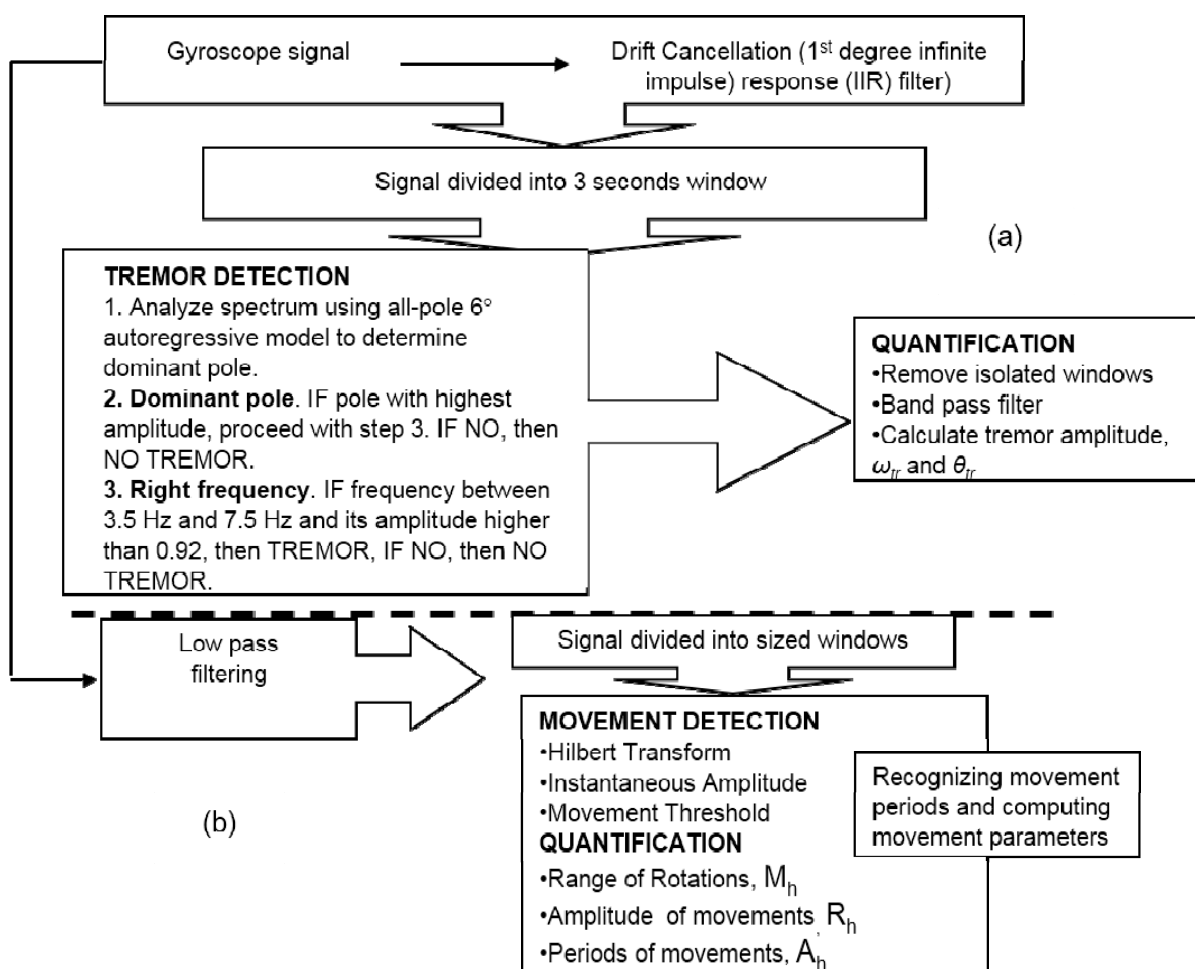 Gyroscope signal
Drift Cancellation (1st degree infinite
impulse) response (IIR) filter)
Signal divided into 3 seconds window
(a)
TREMOR DETECTION
1. Analyze spectrum using all-pole 6°
autoregressive model to determine
dominant pole.
2. Dominant pole. IF pole with highest
amplitude, proceed with step 3. IF NO, then
NO TREMOR.
3. Right frequency. IF frequency between
3.5 Hz and 7.5 Hz and its amplitude higher
than 0.92, then TREMOR, IF NO, then NO
TREMOR.
QUANTIFICATION
•Remove isolated windows
•Band pass filter
•Calculate tremor amplitude,
ωtr and θtr
Low pass
filtering
Signal divided into sized windows
MOVEMENT DETECTION
•Hilbert Transform
•Instantaneous Amplitude
•Movement Threshold
QUANTIFICATION
•Range of Rotations, Mh
•Amplitude of movements, Rh
•Periods of movements, Ah
Recognizing movement
periods and computing
movement parameters
(b)